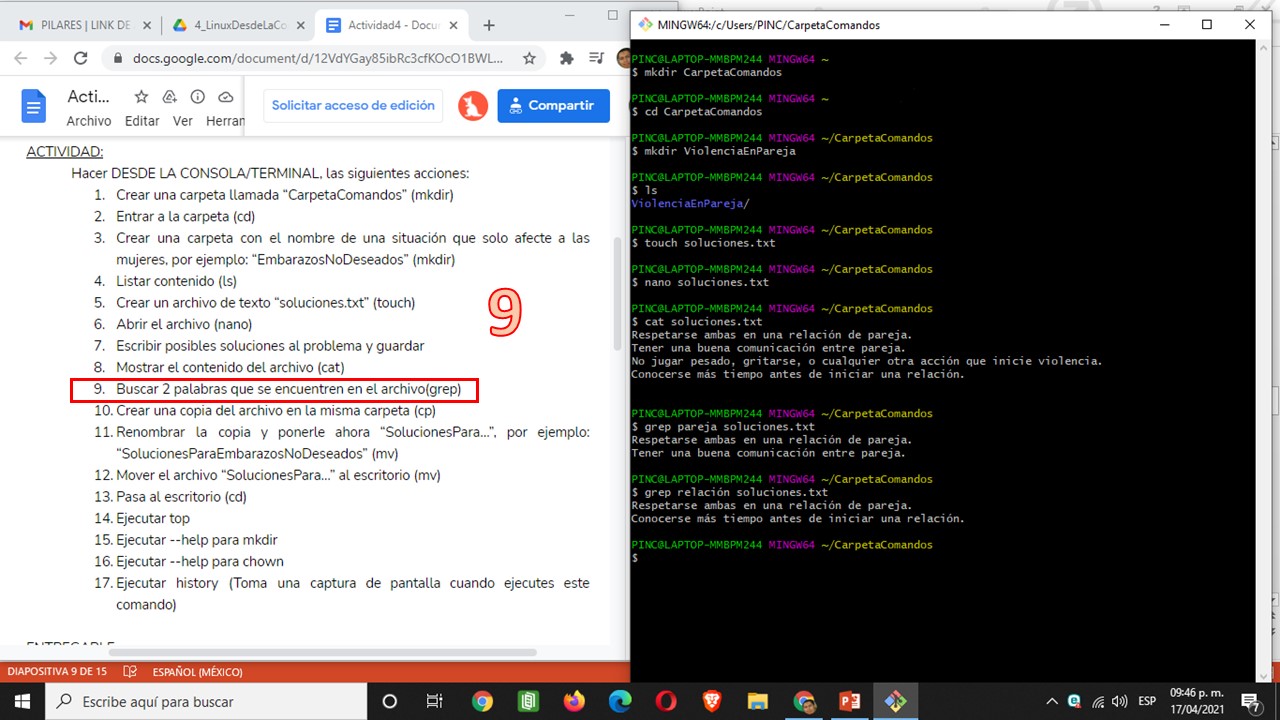 PILARES | LINK DE
4_LinuxDesdeLaCo
Actividad4 - Docu
docs.google.com/document/d/12VdYGay85ibRc3cfKOcO1BWL...
Acti...
Archivo Editar Ver Herran
Solicitar acceso de edición
Compartir
ACTIVIDAD:
Hacer DESDE LA CONSOLA/TERMINAL, las siguientes acciones:
1. Crear una carpeta llamada “CarpetaComandos” (mkdir)
2. Entrar a la carpeta (cd)
3. Crear una carpeta con el nombre de una situación que solo afecte a las
mujeres, por ejemplo: “EmbarazosNoDeseados” (mkdir)
4. Listar contenido (ls)
5. Crear un archivo de texto “soluciones.txt” (touch)
6. Abrir el archivo (nano)
7. Ecribir posibles soluciones al problema y guardar
8. Mostrar el contenido del archivo (cat)
9. Buscar 2 palabras que se encuentren en el archivo(grep)
10. Crear una copia del archivo en la misma carpeta (cp)
11. Renombrar la copia y ponerle ahora “SolucionesPara...”, por ejemplo:
“SolucionesParaEmbarazosNoDeseados” (mv)
12. Mover el archivo “SolucionesPara...” al escritorio (mv)
13. Pasa al escritorio (cd)
14. Ejecutar top
15. Ejecutar --help para mkdir
16. Ejecutar --help para chown
17. Ejecutar history (Toma una captura de pantalla cuando ejecutes este
comando)
9
DIAPOSITIVA 9 DE 15
ESPAÑOL (MÉXICO)
MINGW64:/c/Users/PINC/CarpetaComandos
PINC@LAPTOP-MMBPM244 MINGW64 ~
$ mkdir CarpetaComandos
PINC@LAPTOP-MMBPM244 MINGW64 ~
$ cd CarpetaComandos
PINC@LAPTOP-MMBPM244 MINGW64 ~/CarpetaComandos
$ mkdir ViolenciaEnPareja
PINC@LAPTOP-MMBPM244 MINGW64 ~/CarpetaComandos
$ ls
ViolenciaEnPareja/
PINC@LAPTOP-MMBPM244 MINGW64 ~/CarpetaComandos
$ touch soluciones.txt
PINC@LAPTOP-MMBPM244 MINGW64 ~/CarpetaComandos
$ nano soluciones.txt
PINC@LAPTOP-MMBPM244 MINGW64 ~/CarpetaComandos
$ cat soluciones.txt
Respetarse ambas en una relación de pareja.
Tener una buena comunicación entre pareja.
No jugar pesado, gritarse, o cualquier otra acción que inicie violencia.
Conocerse más tiempo antes de iniciar una relación.
PINC@LAPTOP-MMBPM244 MINGW64 ~/CarpetaComandos
$ grep pareja soluciones.txt
Respetarse ambas en una relación de pareja.
Tener una buena comunicación entre pareja.
PINC@LAPTOP-MMBPM244 MINGW64 ~/CarpetaComandos
$ grep relación soluciones.txt
Respetarse ambas en una relación de pareja.
Conocerse más tiempo antes de iniciar una relación.
PINC@LAPTOP-MMBPM244 MINGW64 ~/CarpetaComandos
$
Escribe aquí para buscar
ESP
09:46 p. m.
17/04/2021
7